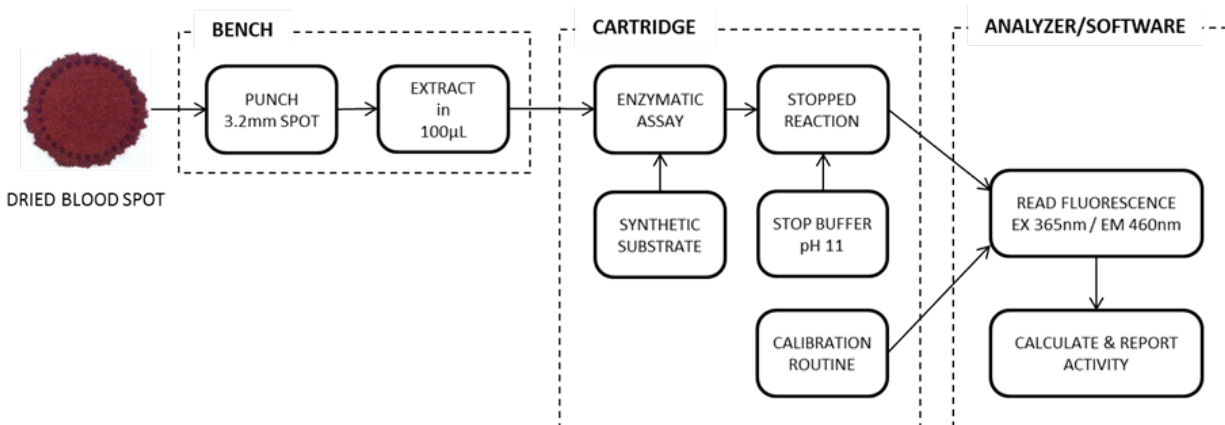 BENCH
CARTRIDGE
ANALYZER/SOFTWARE
PUNCH
3.2mm SPOT
EXTRACT
in
100µL
ENZYMATIC
ASSAY
STOPPED
REACTION
DRIED BLOOD SPOT
SYNTHETIC
SUBSTRATE
STOP BUFFER
pH 11
READ FLUORESCENCE
EX 365nm / EM 460nm
CALIBRATION
ROUTINE
CALCULATE & REPORT
ACTIVITY